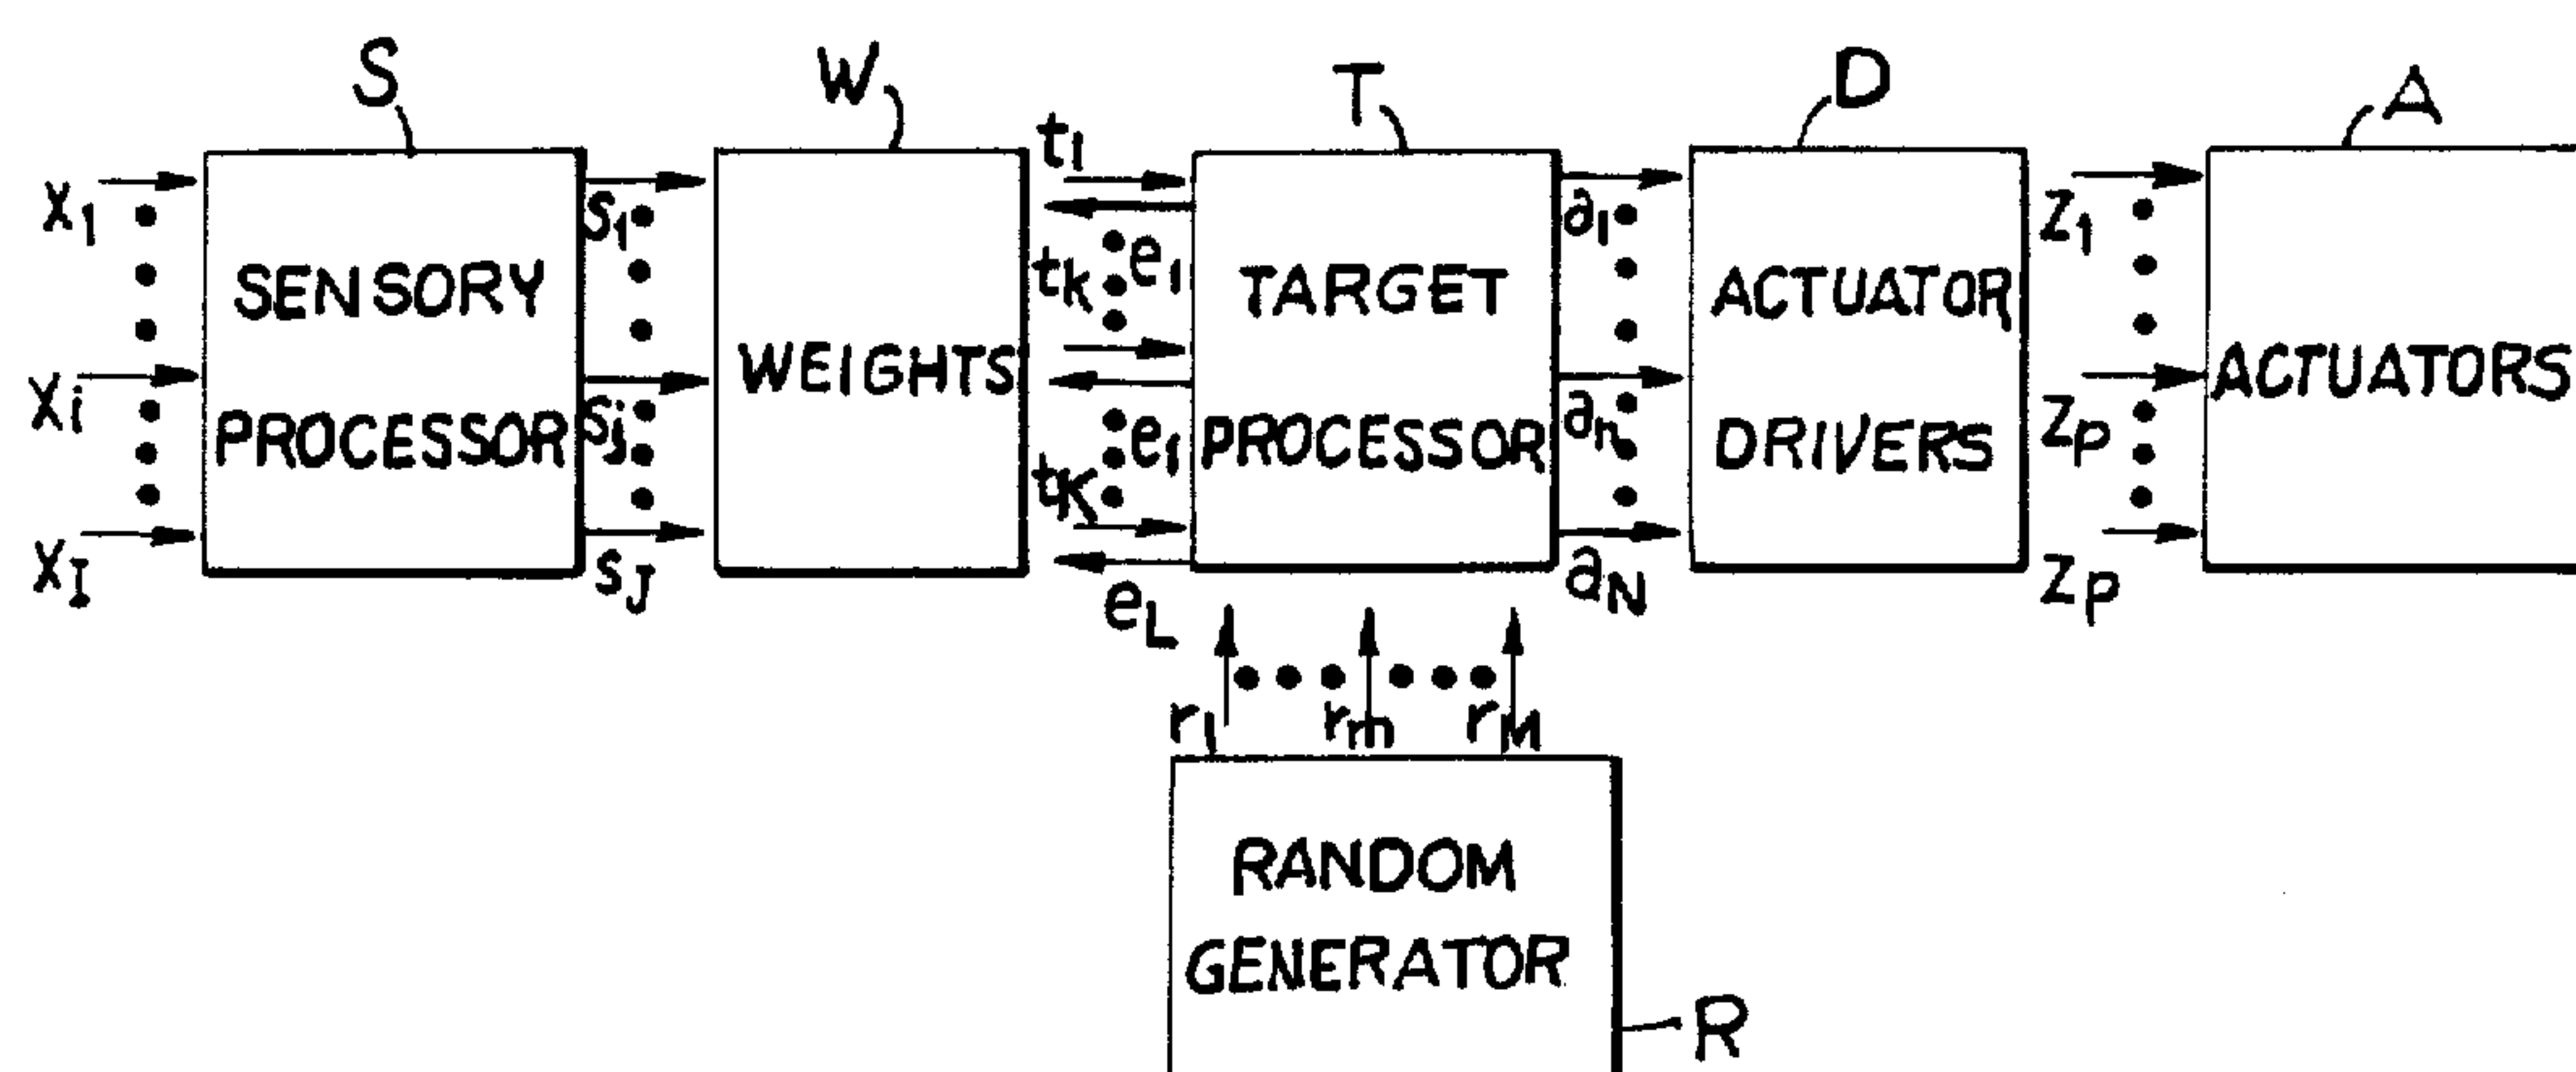 S
W
T
D
A
x1
xi
xI
SENSORY
PROCESSOR
s1
sj
sJ
WEIGHTS
t1
tk
tK
e1
e1
eL
TARGET
PROCESSOR
a1
an
aN
ACTUATOR
DRIVERS
z1
zp
zp
ACTUATORS
r1
rm
rM
RANDOM
GENERATOR
R